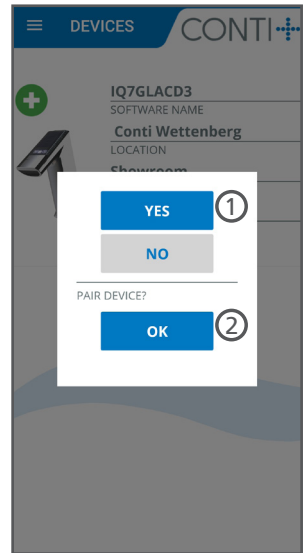 DEVICES
CONTI+
IQ7GLACD3
SOFTWARE NAME
Conti Wettenberg
LOCATION
Showroom
YES
1
NO
PAIR DEVICE?
OK
2